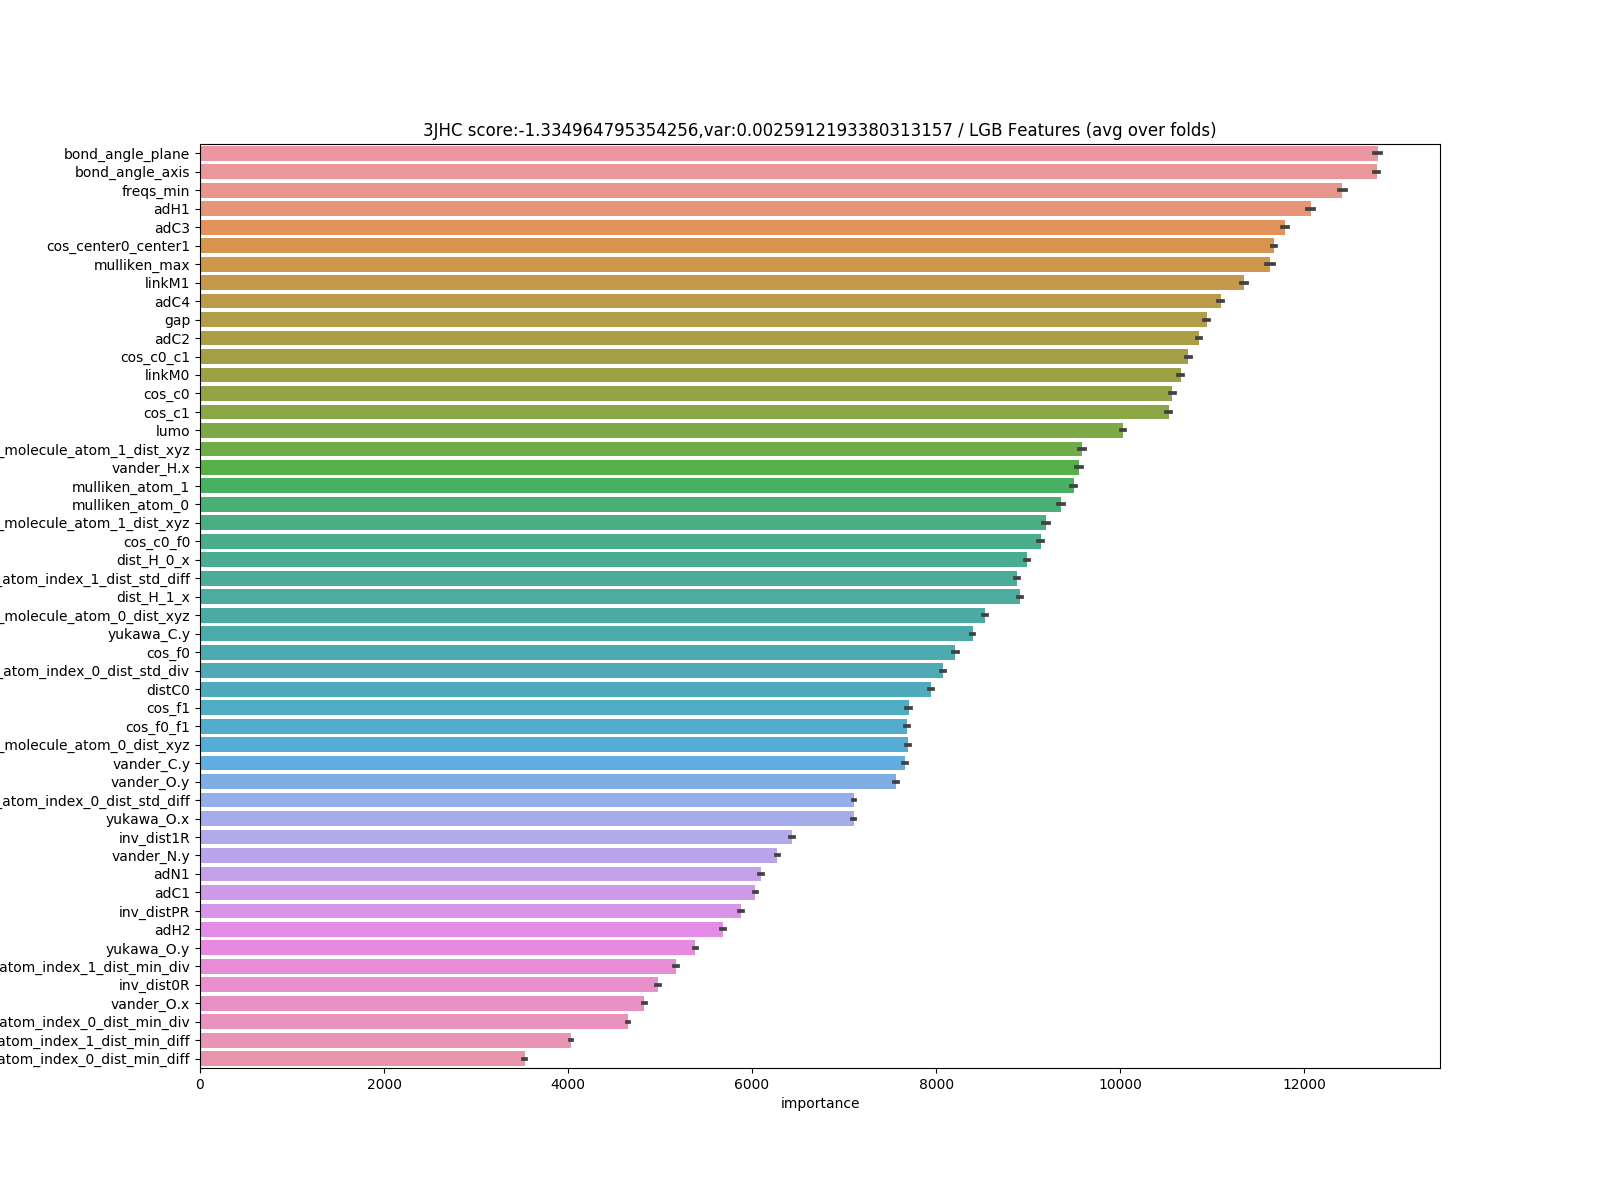 3JHC score:-1.334964795354256,var:0.0025912193380313157 / LGB Features (avg over folds)
bond_angle_plane
bond_angle_axis
freqs_min
adH1
adC3
cos_center0_center1
mulliken_max
linkM1
adC4
gap
adC2
cos_c0_c1
linkM0
cos_c0
cos_c1
lumo
_molecule_atom_1_dist_xyz
vander_H.x
mulliken_atom_1
mulliken_atom_0
_molecule_atom_1_dist_xyz
cos_c0_f0
dist_H_0_x
_atom_index_1_dist_std_diff
dist_H_1_x
_molecule_atom_0_dist_xyz
yukawa_C.y
cos_f0
_atom_index_0_dist_std_div
distC0
cos_f1
cos_f0_f1
_molecule_atom_0_dist_xyz
vander_C.y
vander_O.y
_atom_index_0_dist_std_diff
yukawa_O.x
inv_dist1R
vander_N.y
adN1
adC1
inv_distPR
adH2
yukawa_O.y
atom_index_1_dist_min_div
inv_dist0R
vander_O.x
atom_index_0_dist_min_div
atom_index_1_dist_min_diff
atom_index_0_dist_min_diff
0 2000 4000 6000 8000 10000 12000
importance